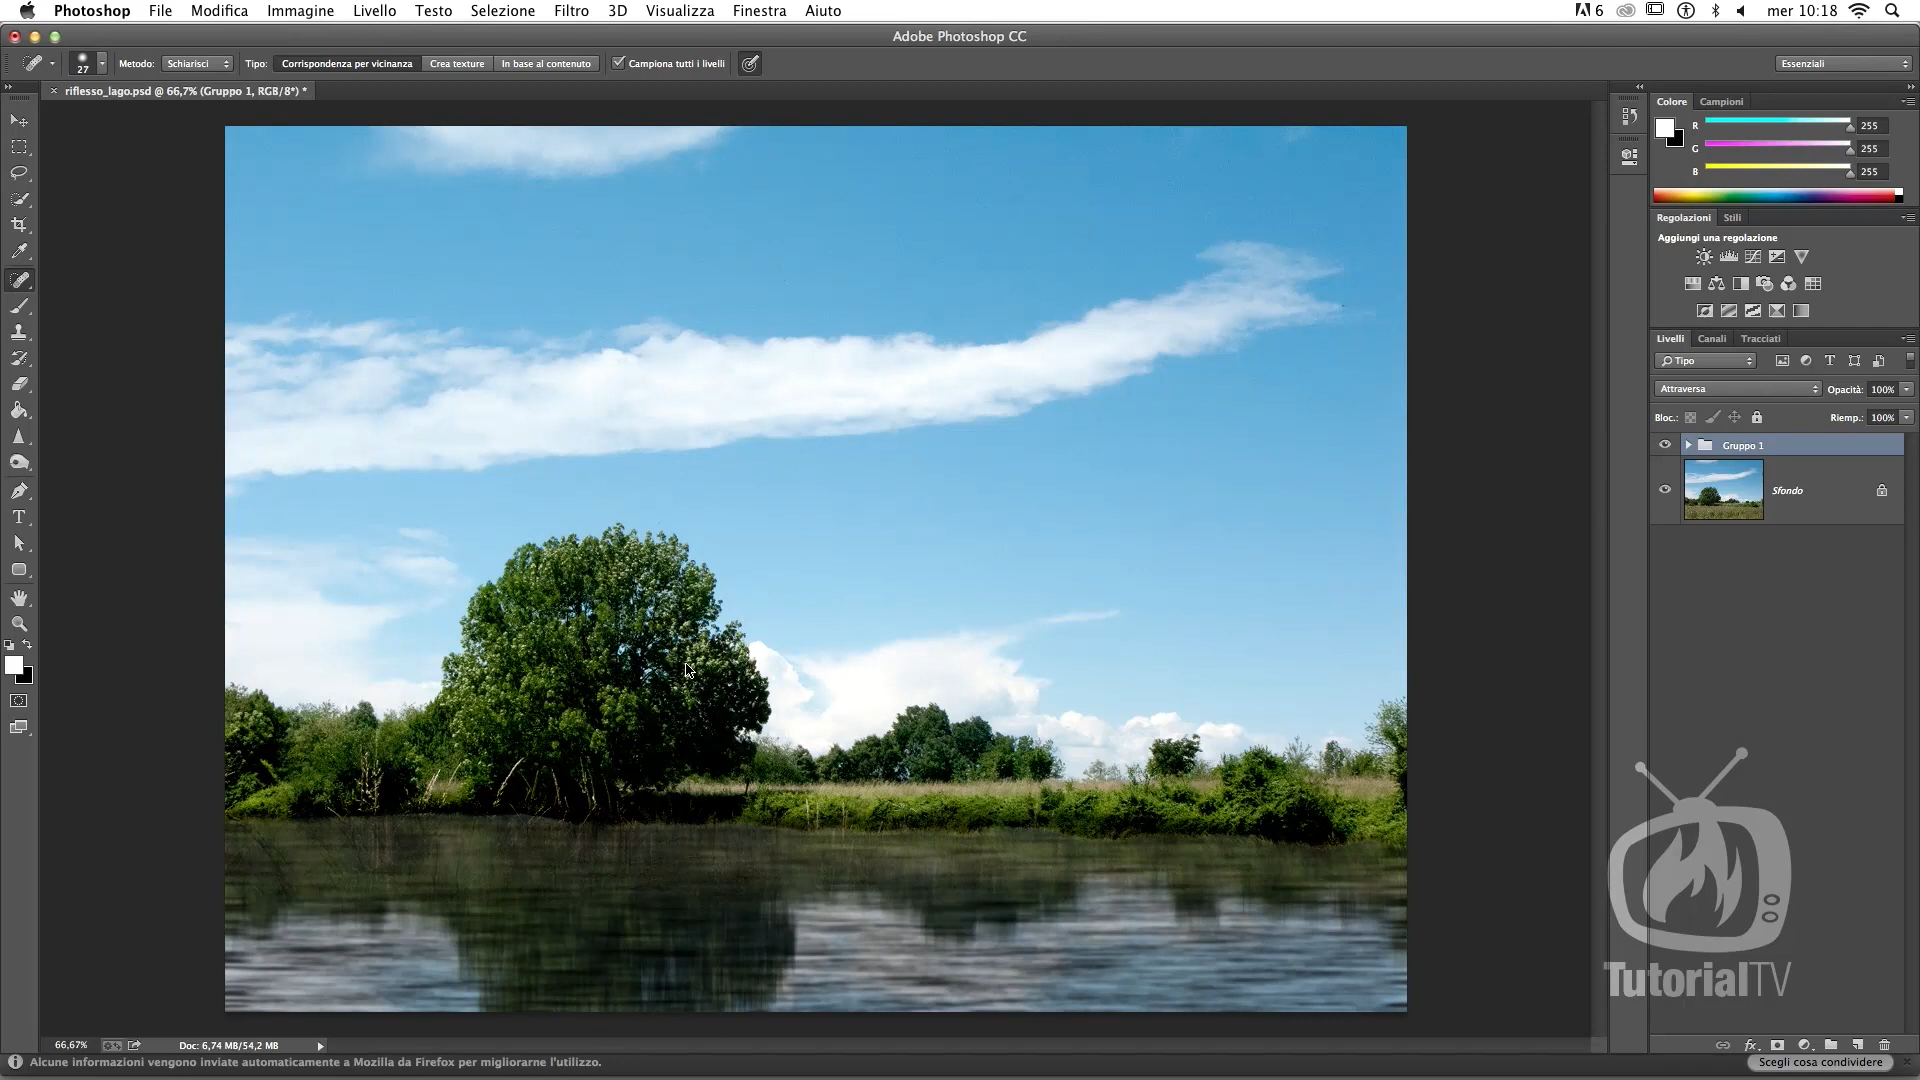 Photoshop File Modifica Immagine Livello Testo Selezione Filtro 3D Visualizza Finestra Aiuto 6 mer 10:18
Adobe Photoshop CC
27 Metodo: Schiarisci Tipo: Corrispondenza per vicinanza Crea texture In base al contenuto Campiona tutti i livelli Essenziali
riflesso_lago.psd @ 66,7% (Gruppo 1, RGB/8*) *
Colore Campioni
R 255
G 255
B 255
Regolazioni Stili
Aggiungi una regolazione
Livelli Canali Tracciati
Tipo
Attraversa Opacità: 100%
Bloc.: Riemp.: 100%
Gruppo 1
Sfondo
TutorialTV
66,67% Doc: 6,74 MB/54,2 MB
Alcune informazioni vengono inviate automaticamente a Mozilla da Firefox per migliorarne l'utilizzo. Scegli cosa condividere